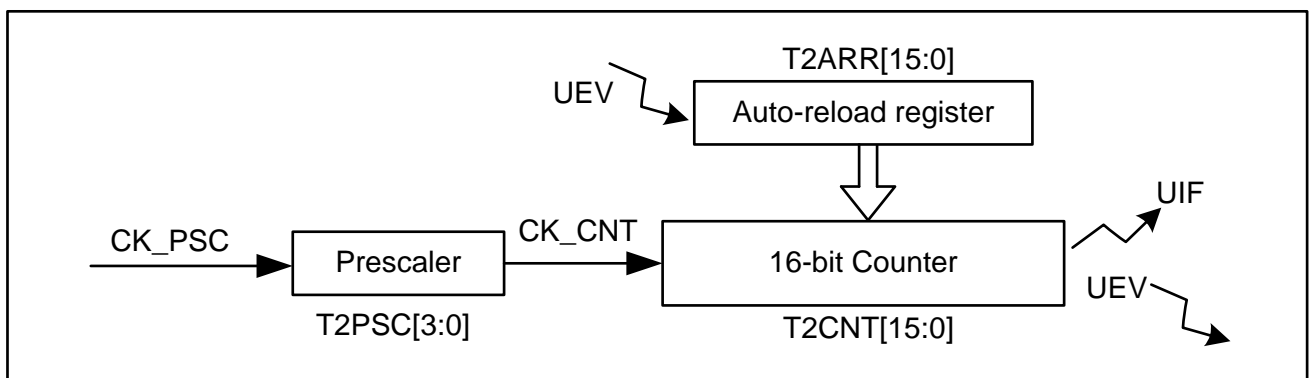 T2ARR[15:0]
UEV
Auto-reload register
UIF
CK_PSC
CK_CNT
Prescaler
16-bit Counter
UEV
T2PSC[3:0]
T2CNT[15:0]